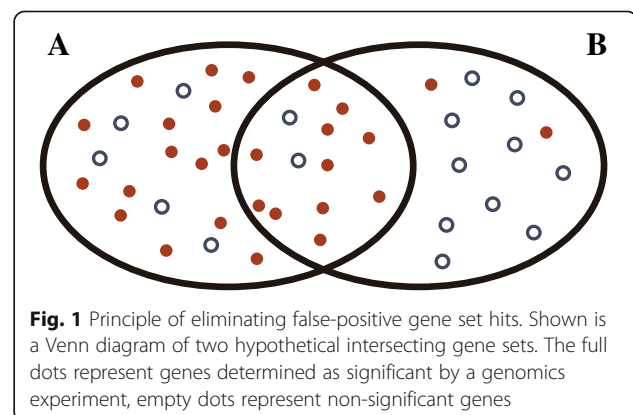 A B
Fig. 1 Principle of eliminating false-positive gene set hits. Shown is
a Venn diagram of two hypothetical intersecting gene sets. The full
dots represent genes determined as significant by a genomics
experiment, empty dots represent non-significant genes